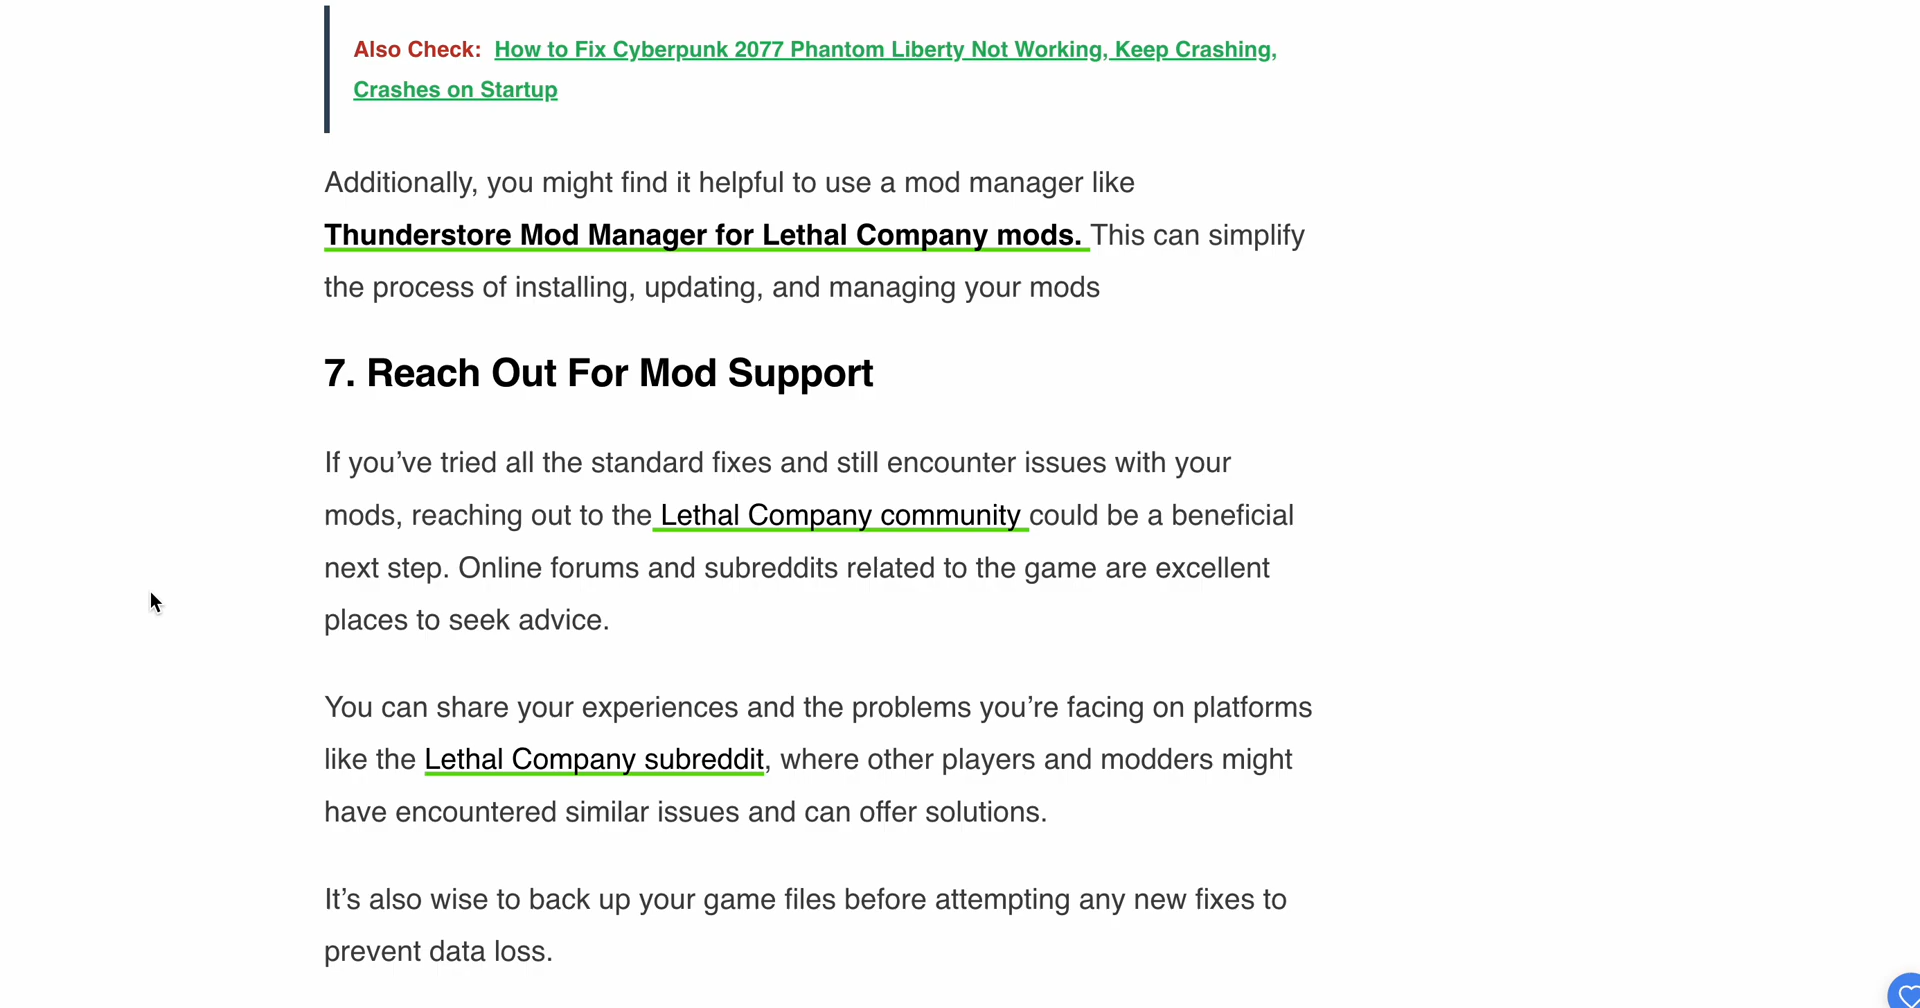 Also Check: How to Fix Cyberpunk 2077 Phantom Liberty Not Working, Keep Crashing,
Crashes on Startup
Additionally, you might find it helpful to use a mod manager like
Thunderstore Mod Manager for Lethal Company mods. This can simplify
the process of installing, updating, and managing your mods
7. Reach Out For Mod Support
If you’ve tried all the standard fixes and still encounter issues with your
mods, reaching out to the Lethal Company community could be a beneficial
next step. Online forums and subreddits related to the game are excellent
places to seek advice.
You can share your experiences and the problems you’re facing on platforms
like the Lethal Company subreddit, where other players and modders might
have encountered similar issues and can offer solutions.
It’s also wise to back up your game files before attempting any new fixes to
prevent data loss.